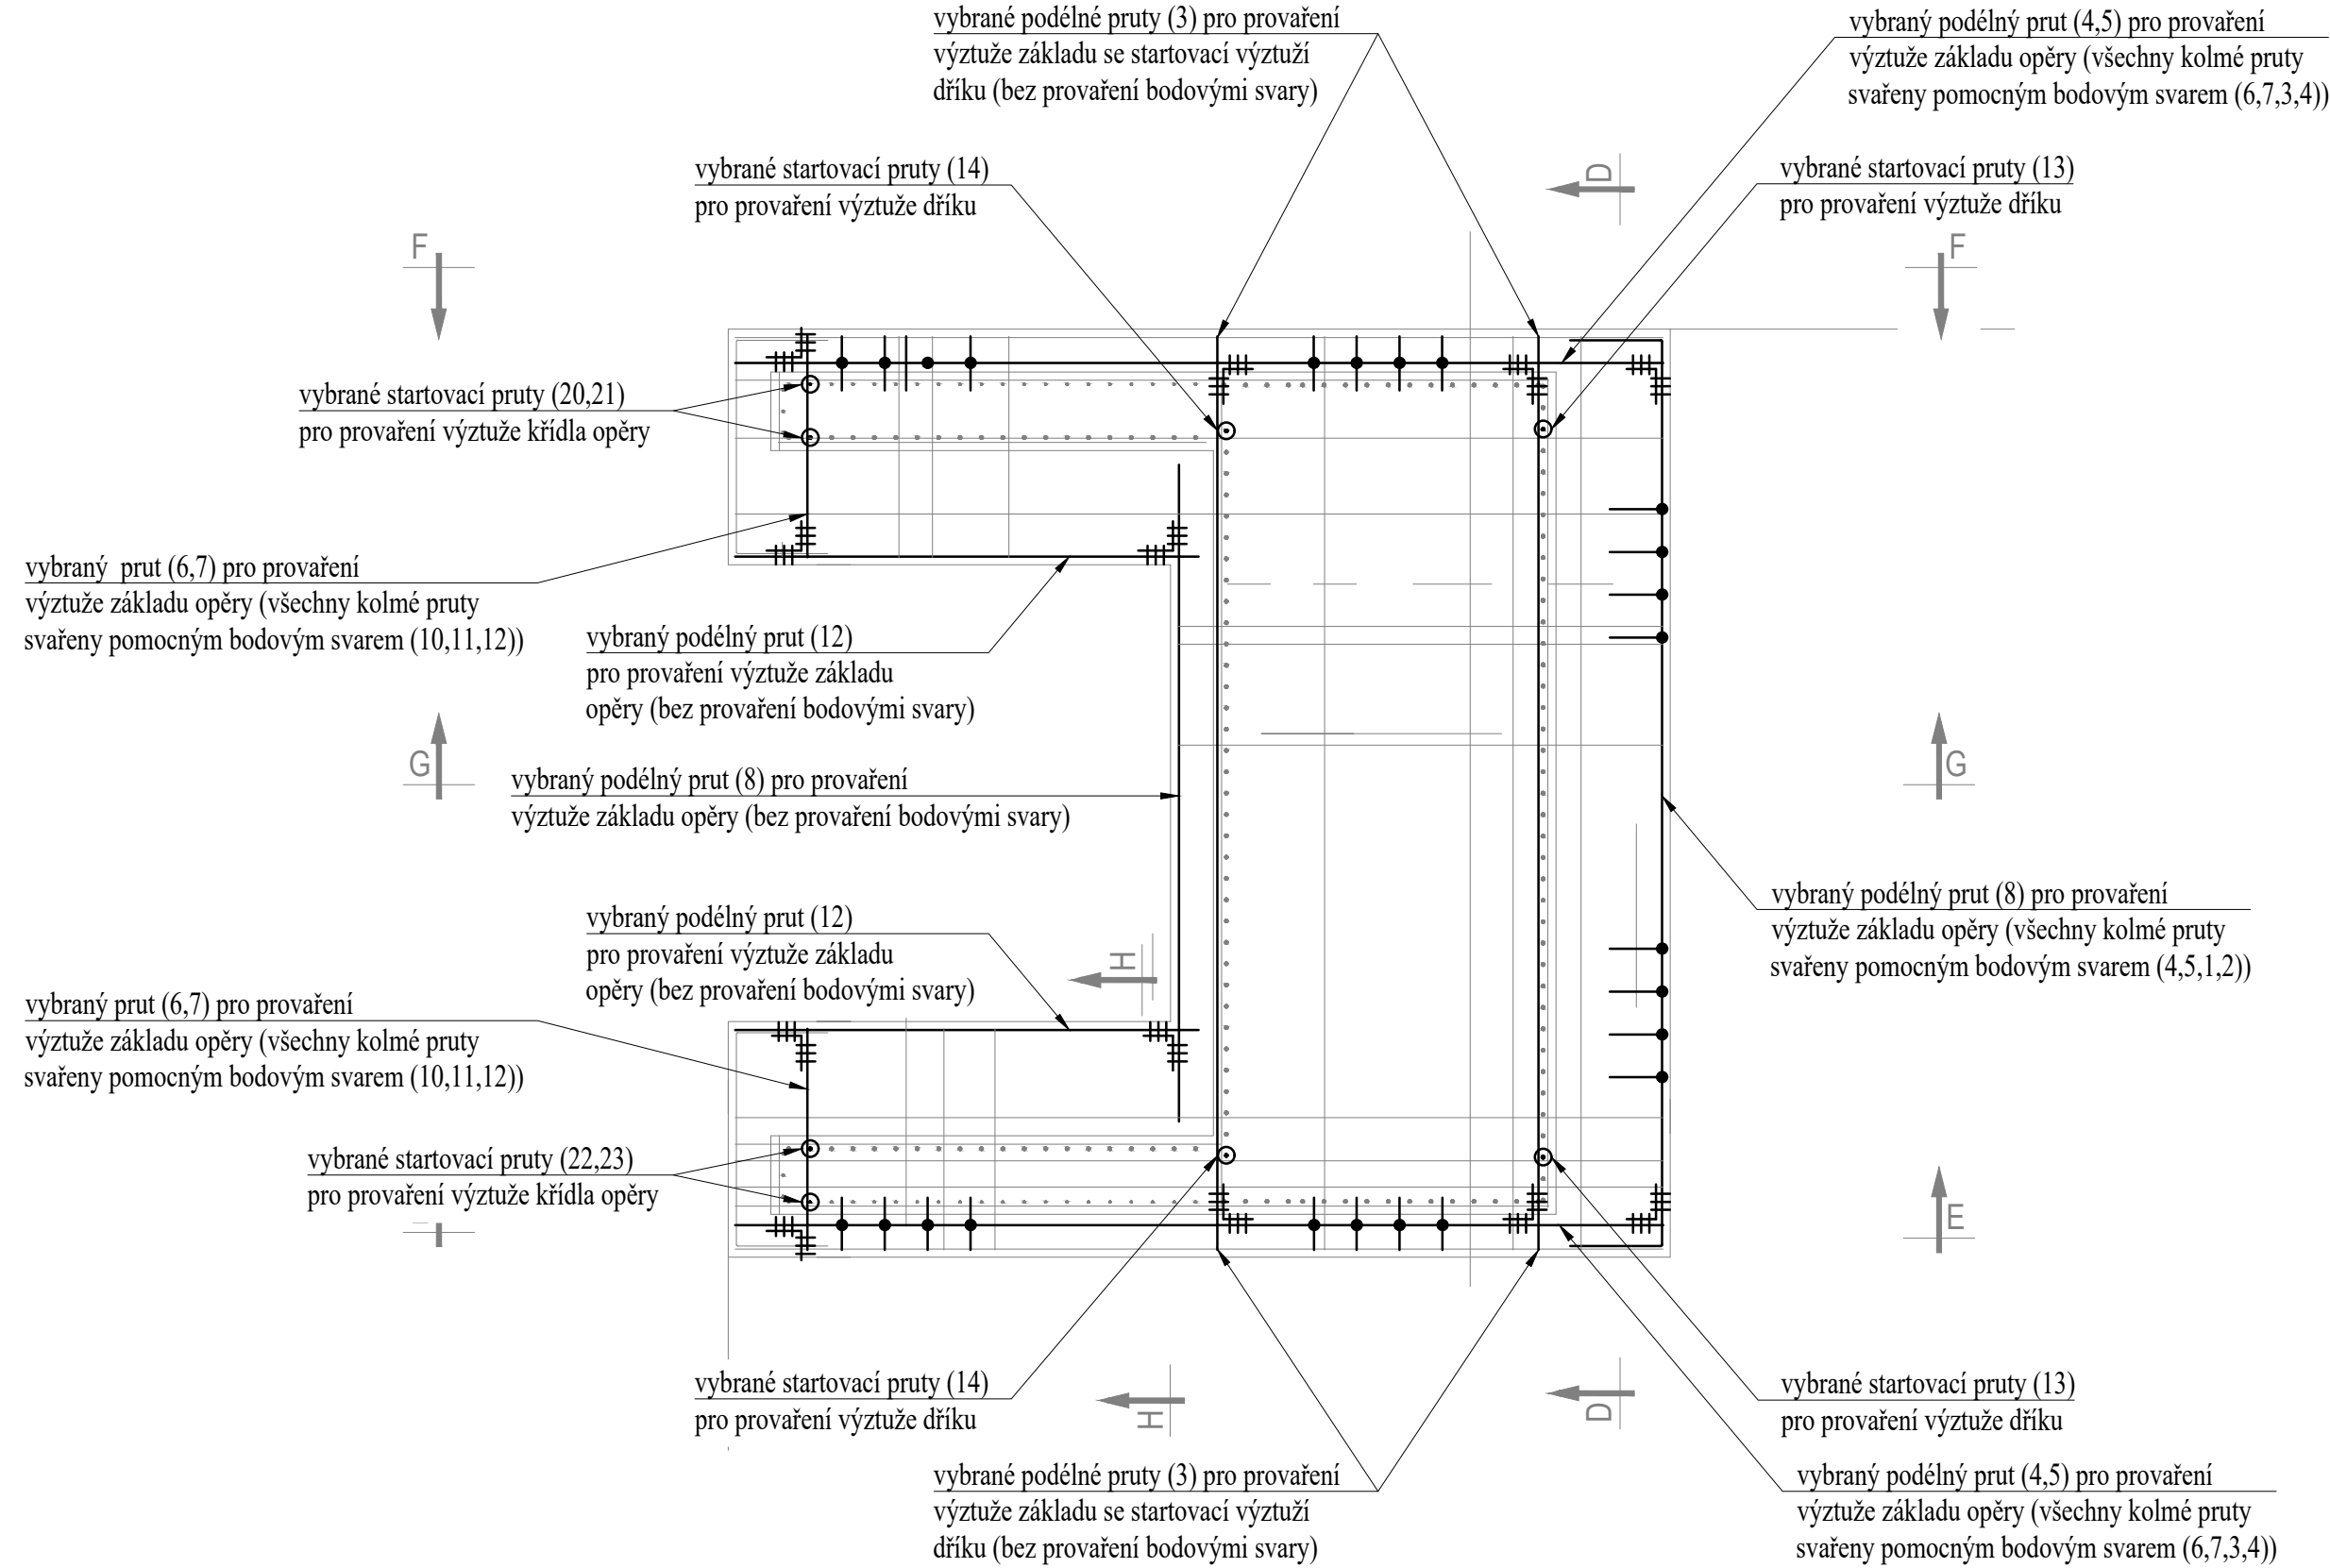 vybrané podélné pruty (3) pro provaření
výztuže základu se startovací výztuží
dříku (bez provaření bodovými svary)
vybraný podélný prut (4,5) pro provaření
výztuže základu opěry (všechny kolmé pruty
svařeny pomocným bodovým svarem (6,7,3,4))
vybrané startovací pruty (14)
pro provaření výztuže dříku
D
vybrané startovací pruty (13)
pro provaření výztuže dříku
F
F
vybrané startovací pruty (20,21)
pro provaření výztuže křídla opěry
vybraný  prut (6,7) pro provaření
výztuže základu opěry (všechny kolmé pruty
svařeny pomocným bodovým svarem (10,11,12))
vybraný podélný prut (12)
pro provaření výztuže základu
opěry (bez provaření bodovými svary)
G
G
vybraný podélný prut (8) pro provaření
výztuže základu opěry (bez provaření bodovými svary)
vybraný podélný prut (8) pro provaření
výztuže základu opěry (všechny kolmé pruty
svařeny pomocným bodovým svarem (4,5,1,2))
vybraný podélný prut (12)
pro provaření výztuže základu
opěry (bez provaření bodovými svary)
H
vybraný prut (6,7) pro provaření
výztuže základu opěry (všechny kolmé pruty
svařeny pomocným bodovým svarem (10,11,12))
vybrané startovací pruty (22,23)
pro provaření výztuže křídla opěry
E
vybrané startovací pruty (14)
pro provaření výztuže dříku
H
D
vybrané startovací pruty (13)
pro provaření výztuže dříku
vybrané podélné pruty (3) pro provaření
výztuže základu se startovací výztuží
dříku (bez provaření bodovými svary)
vybraný podélný prut (4,5) pro provaření
výztuže základu opěry (všechny kolmé pruty
svařeny pomocným bodovým svarem (6,7,3,4))